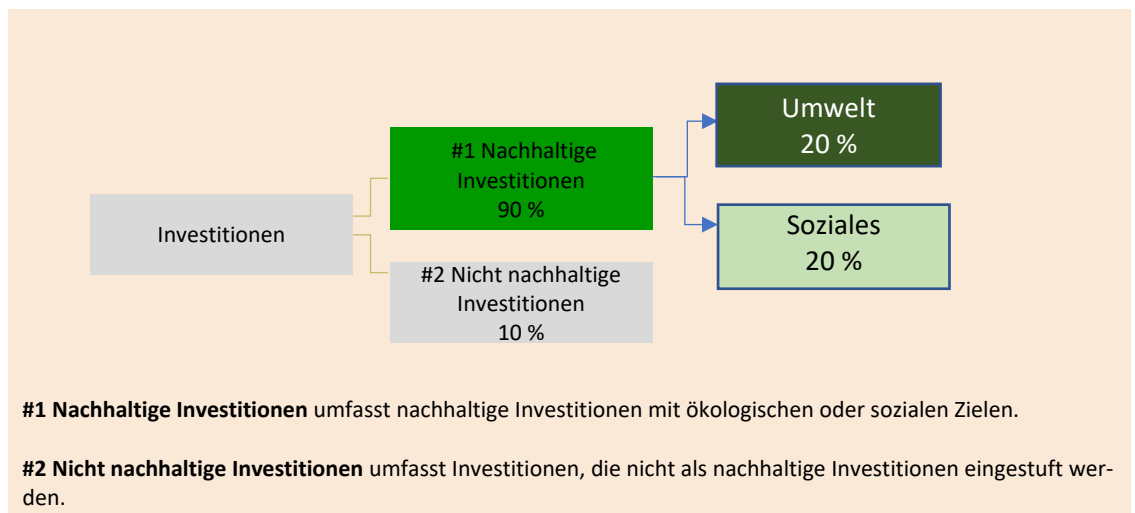 Umwelt
20 %
#1 Nachhaltige
Investitionen
90 %
Investitionen
Soziales
20 %
#2 Nicht nachhaltige
Investitionen
10 %
#1 Nachhaltige Investitionen umfasst nachhaltige Investitionen mit ökologischen oder sozialen Zielen.
#2 Nicht nachhaltige Investitionen umfasst Investitionen, die nicht als nachhaltige Investitionen eingestuft wer-
den.